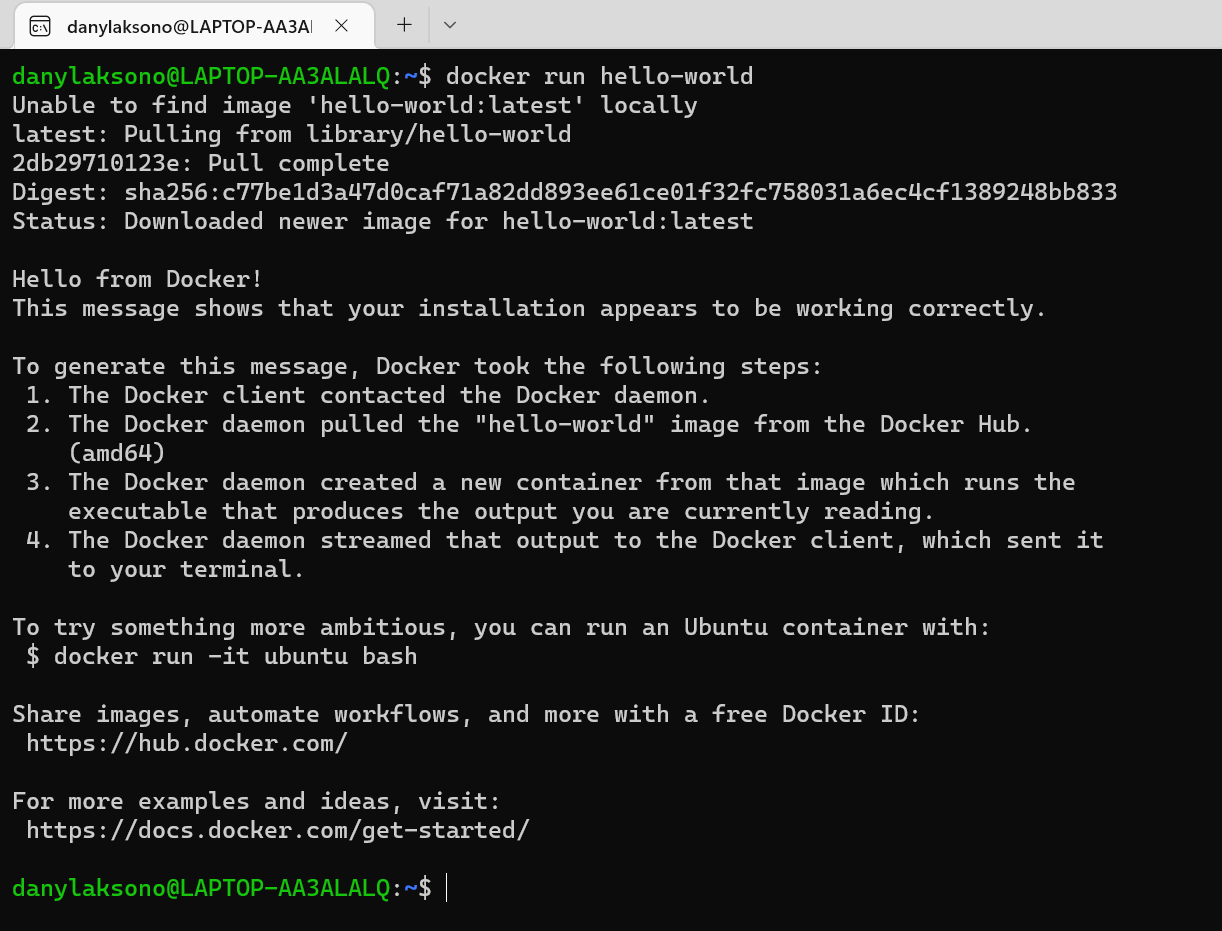 danylaksono@LAPTOP-AA3Al
danylaksono@LAPTOP-AA3ALALQ:~$ docker run hello-world
Unable to find image 'hello-world:latest' locally
latest: Pulling from library/hello-world
2db29710123e: Pull complete
Digest: sha256:c77be1d3a47d0caf71a82dd893ee61ce01f32fc758031a6ec4cf1389248bb833
Status: Downloaded newer image for hello-world:latest

Hello from Docker!
This message shows that your installation appears to be working correctly.

To generate this message, Docker took the following steps:
 1. The Docker client contacted the Docker daemon.
 2. The Docker daemon pulled the "hello-world" image from the Docker Hub.
    (amd64)
 3. The Docker daemon created a new container from that image which runs the
    executable that produces the output you are currently reading.
 4. The Docker daemon streamed that output to the Docker client, which sent it
    to your terminal.

To try something more ambitious, you can run an Ubuntu container with:
 $ docker run -it ubuntu bash

Share images, automate workflows, and more with a free Docker ID:
 https://hub.docker.com/

For more examples and ideas, visit:
 https://docs.docker.com/get-started/

danylaksono@LAPTOP-AA3ALALQ:~$